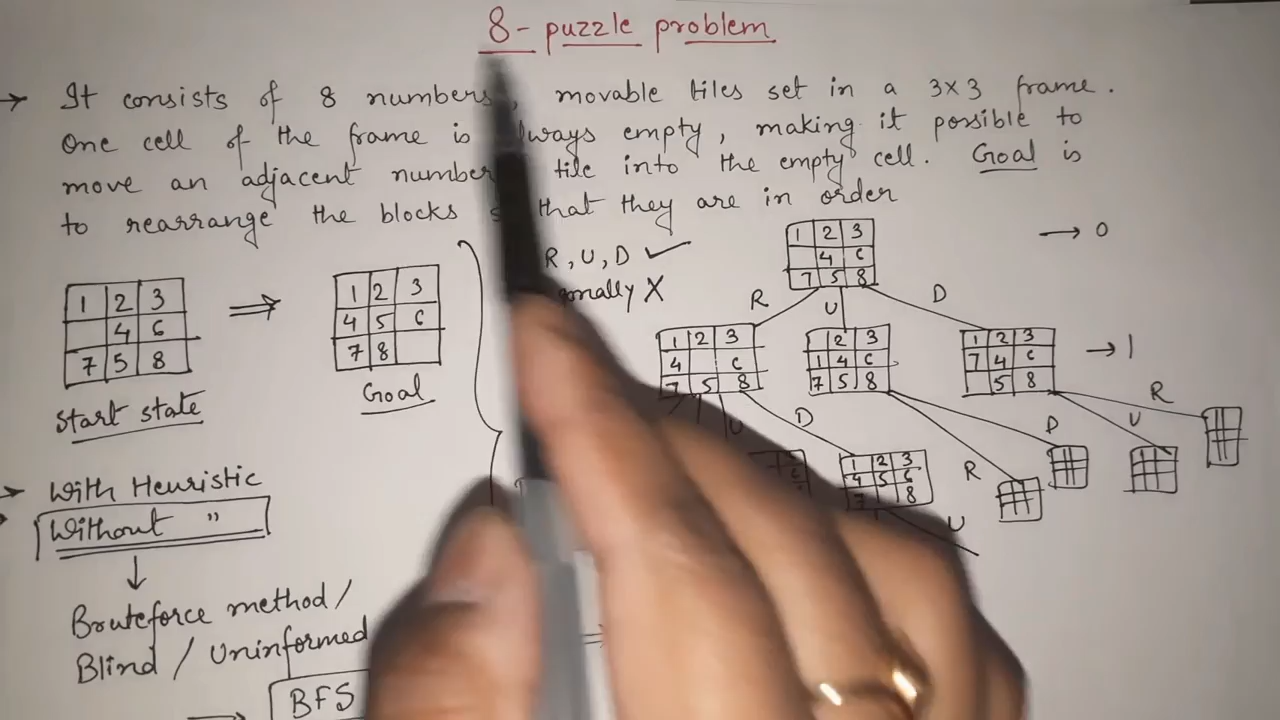 8- puzzle problem
→ It consists of 8 numbers, movable tiles set in a 3x3 frame.
One cell of the frame is always empty, making it possible to
move an adjacent number tile into the empty cell. Goal is
to rearrange the blocks that they are in order
R, U, D ✓
X
1 2 3
4 6
7 5 8
Start state
⇒
1 2 3
4 5 6
7 8
Goal
1 2 3
4 6
7 5 8
→ 0
R U D
1 2 3
4 6
7 5 8
2 3
1 4 6
7 5 8
1 2 3
7 4 6
5 8
→ 1
U D
R D
U R
1 2 3
4 5 6
7 8
U
→ With Heuristic
Without "
Bruteforce method/
Blind / Uninformed
→ BFS